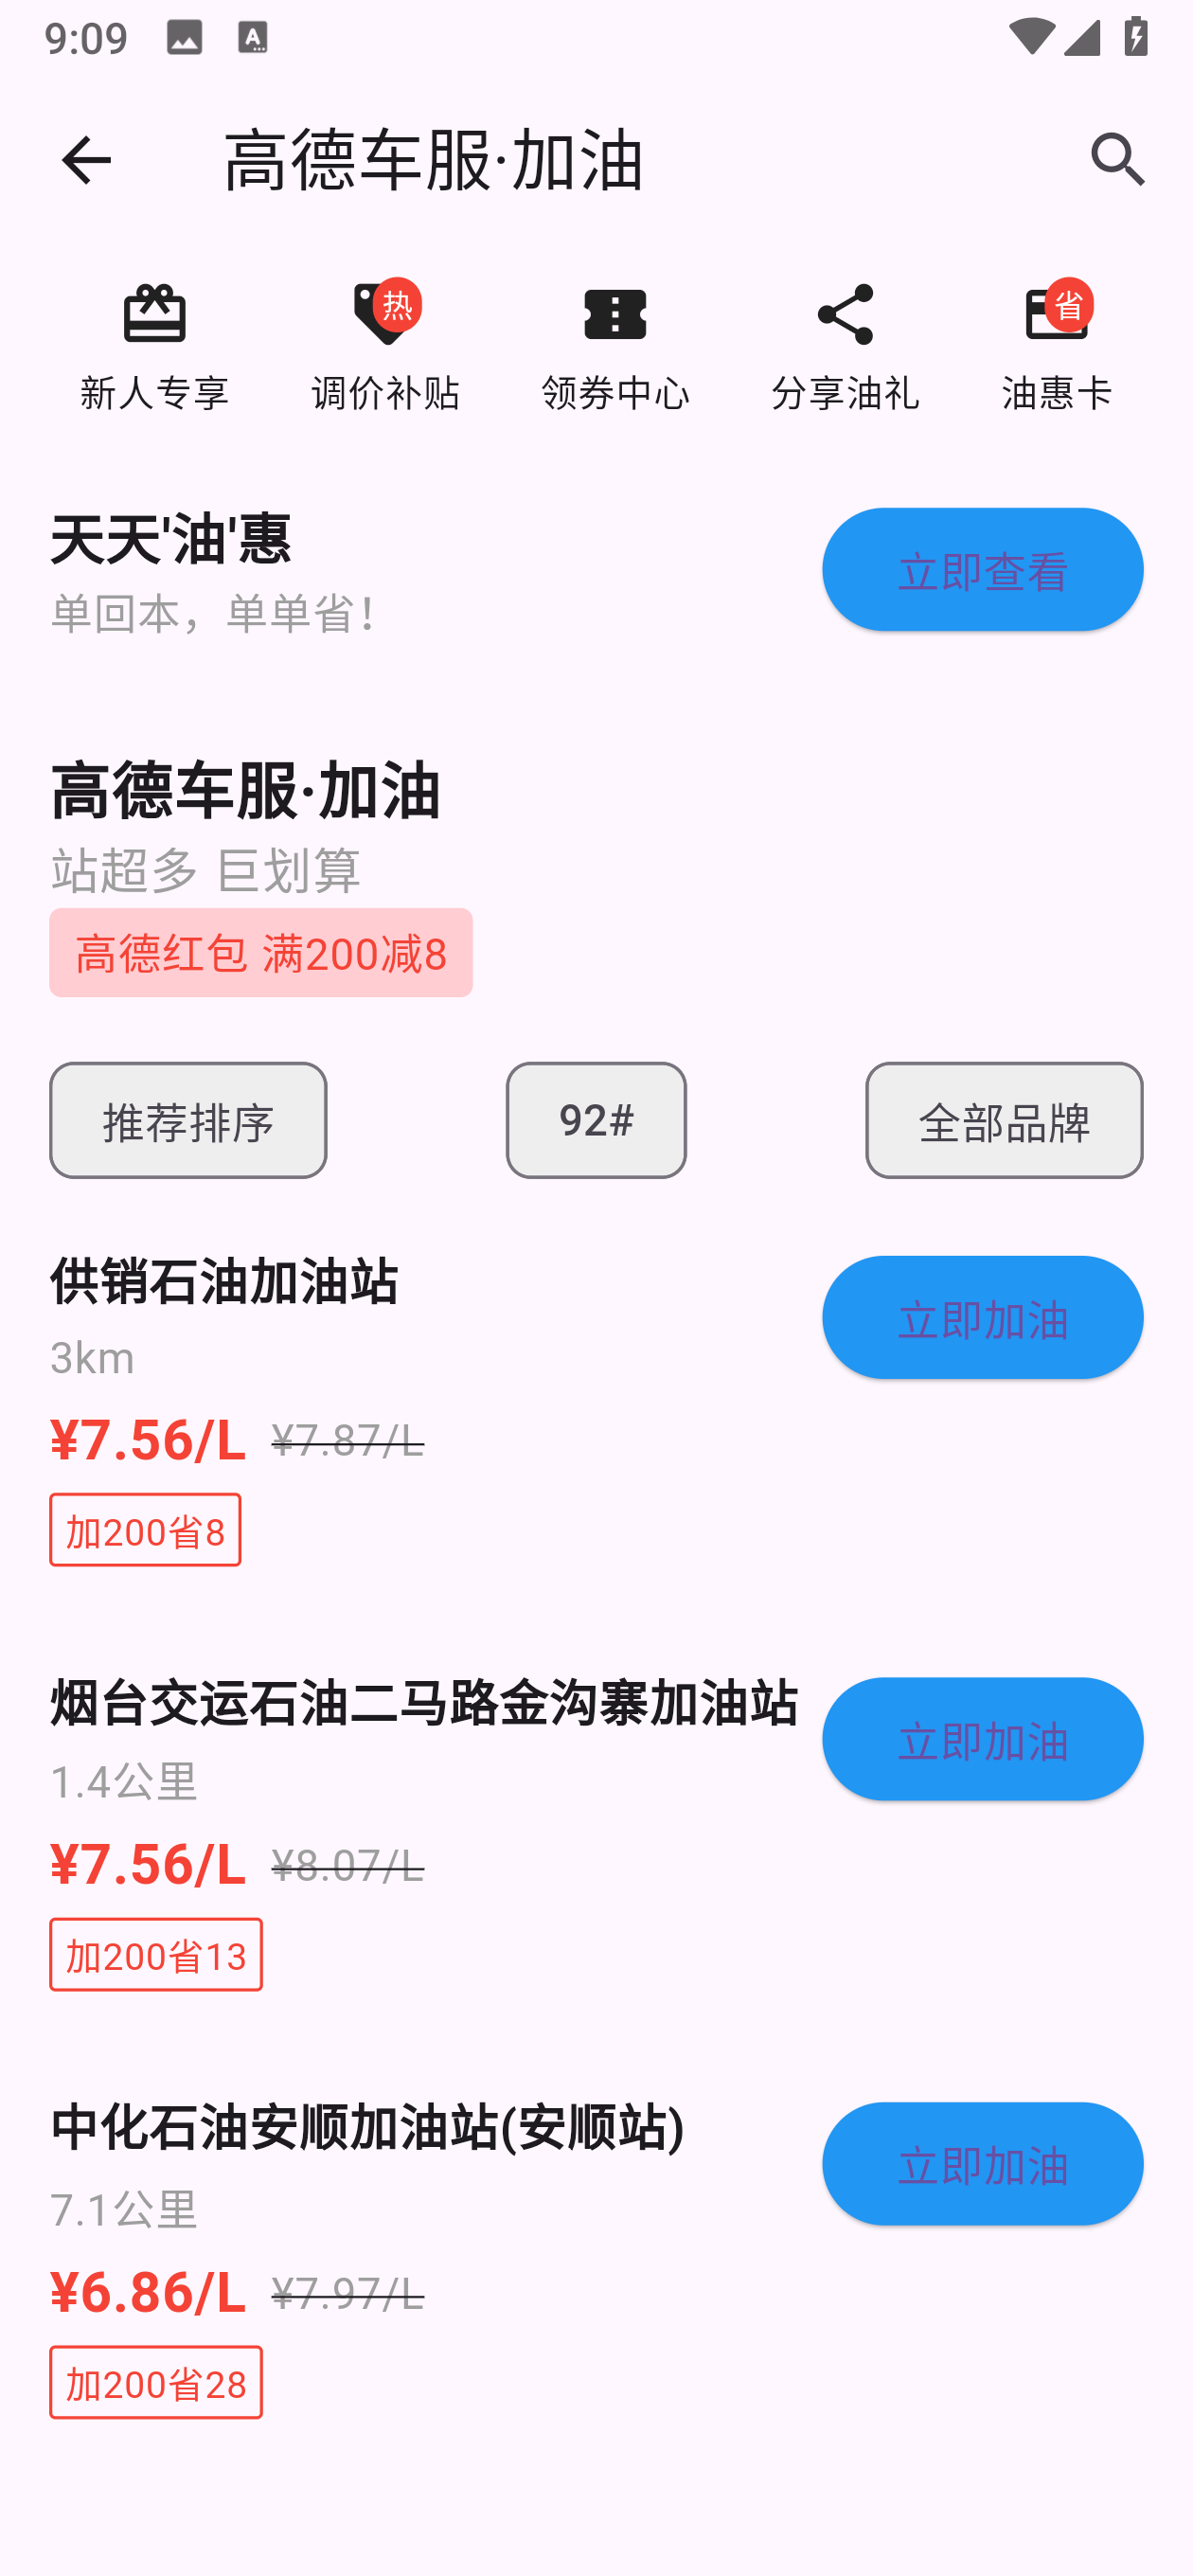 9:09
高德车服·加油
热
省
新人专享 调价补贴 领券中心 分享油礼 油惠卡
天天'油'惠
立即查看
单回本，单单省！
高德车服·加油
站超多 巨划算
高德红包 满200减8
推荐排序 92# 全部品牌
供销石油加油站
立即加油
3km
¥7.56/L ¥7.87/L
加200省8
烟台交运石油二马路金沟寨加油站
立即加油
1.4公里
¥7.56/L ¥8.07/L
加200省13
中化石油安顺加油站(安顺站)
立即加油
7.1公里
¥6.86/L ¥7.97/L
加200省28